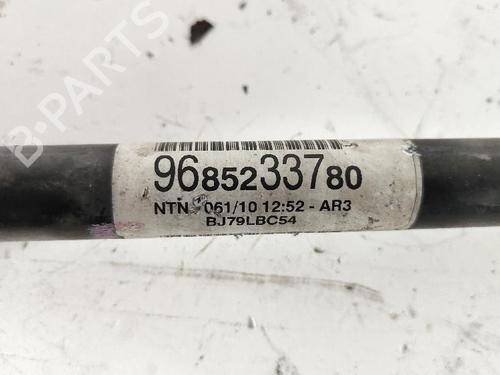 B-PARTS
9685233780
NTN 061/10 12:52 - AR3
BJ79LBC54